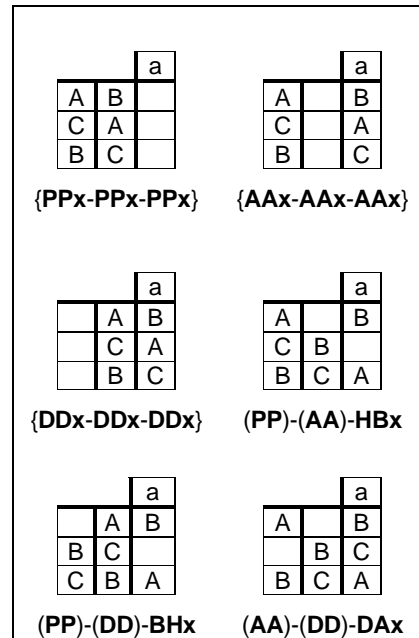 a a
A B A B
C A C A
B C B C
{PPx-PPx-PPx} {AAx-AAx-AAx}
a a
A B A B
C A C B
B C B C A
{DDx-DDx-DDx} (PP)-(AA)-HBx
a a
A B A B
B C B C
C B A B C A
(PP)-(DD)-BHx (AA)-(DD)-DAx